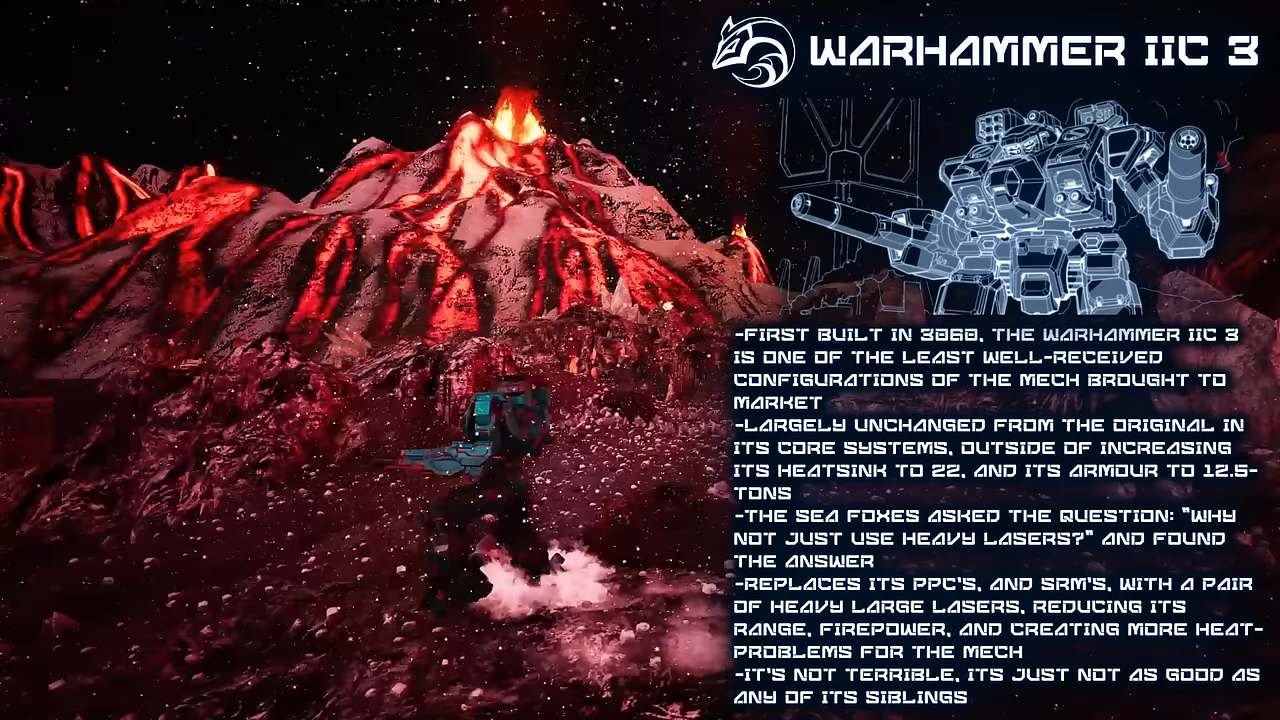 WARHAMMER IIC 3
-FIRST BUILT IN 3060, THE WARHAMMER IIC 3
IS ONE OF THE LEAST WELL-RECEIVED
CONFIGURATIONS OF THE MECH BROUGHT TO
MARKET
-LARGELY UNCHANGED FROM THE ORIGINAL IN
ITS CORE SYSTEMS, OUTSIDE OF INCREASING
ITS HEATSINK TO 22, AND ITS ARMOUR TO 12.5-
TONS
-THE SEA FOXES ASKED THE QUESTION: "WHY
NOT JUST USE HEAVY LASERS?" AND FOUND
THE ANSWER
-REPLACES ITS PPC'S, AND SRM'S, WITH A PAIR
OF HEAVY LARGE LASERS, REDUCING ITS
RANGE, FIREPOWER, AND CREATING MORE HEAT-
PROBLEMS FOR THE MECH
-IT'S NOT TERRIBLE, ITS JUST NOT AS GOOD AS
ANY OF ITS SIBLINGS